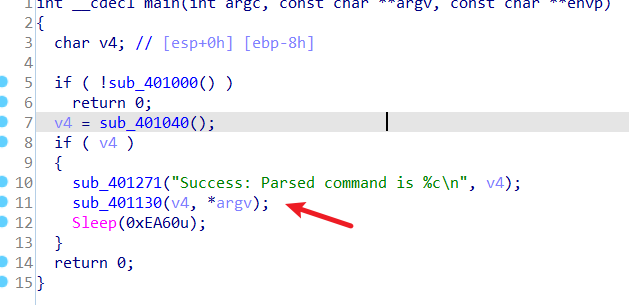 1 int __cdecl main(int argc, const char **argv, const char **envp)
2 {
3 char v4; // [esp+0h] [ebp-8h]
4
5 if ( !sub_401000() )
6 return 0;
7 v4 = sub_401040();
8 if ( v4 )
9 {
10 sub_401271("Success: Parsed command is %c\n", v4);
11 sub_401130(v4, *argv);
12 Sleep(0xEA60u);
13 }
14 return 0;
15 }